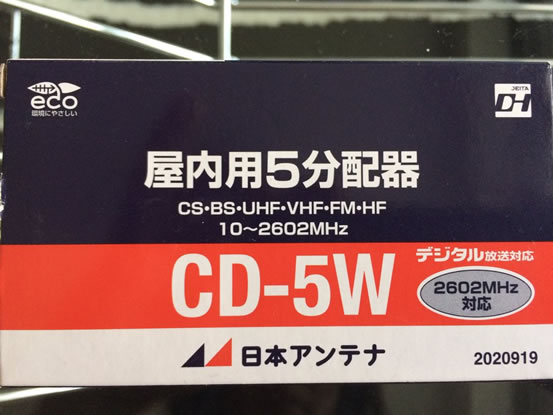 eco
環境にやさしい
JEITA
DH
屋内用5分配器
CS・BS・UHF・VHF・FM・HF
10〜2602MHz
CD-5W
デジタル放送対応
2602MHz
対応
日本アンテナ
2020919